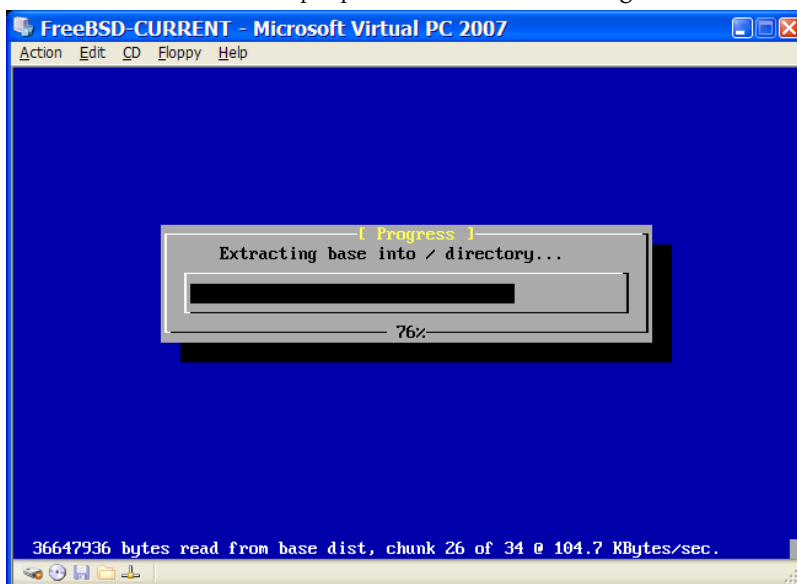 FreeBSD-CURRENT - Microsoft Virtual PC 2007
Action Edit CD Floppy Help
[ Progress ]
Extracting base into / directory...
76%
36647936 bytes read from base dist, chunk 26 of 34 @ 104.7 KBytes/sec.